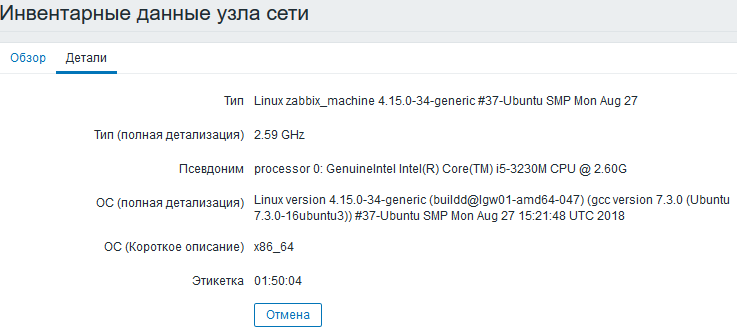 Инвентарные данные узла сети
Обзор Детали
Тип Linux zabbix_machine 4.15.0-34-generic #37-Ubuntu SMP Mon Aug 27
Тип (полная детализация) 2.59 GHz
Псевдоним processor 0: GenuineIntel Intel(R) Core(TM) i5-3230M CPU @ 2.60G
ОС (полная детализация) Linux version 4.15.0-34-generic (buildd@lgw01-amd64-047) (gcc version 7.3.0 (Ubuntu
7.3.0-16ubuntu3)) #37-Ubuntu SMP Mon Aug 27 15:21:48 UTC 2018
ОС (Короткое описание) x86_64
Этикетка 01:50:04
Отмена